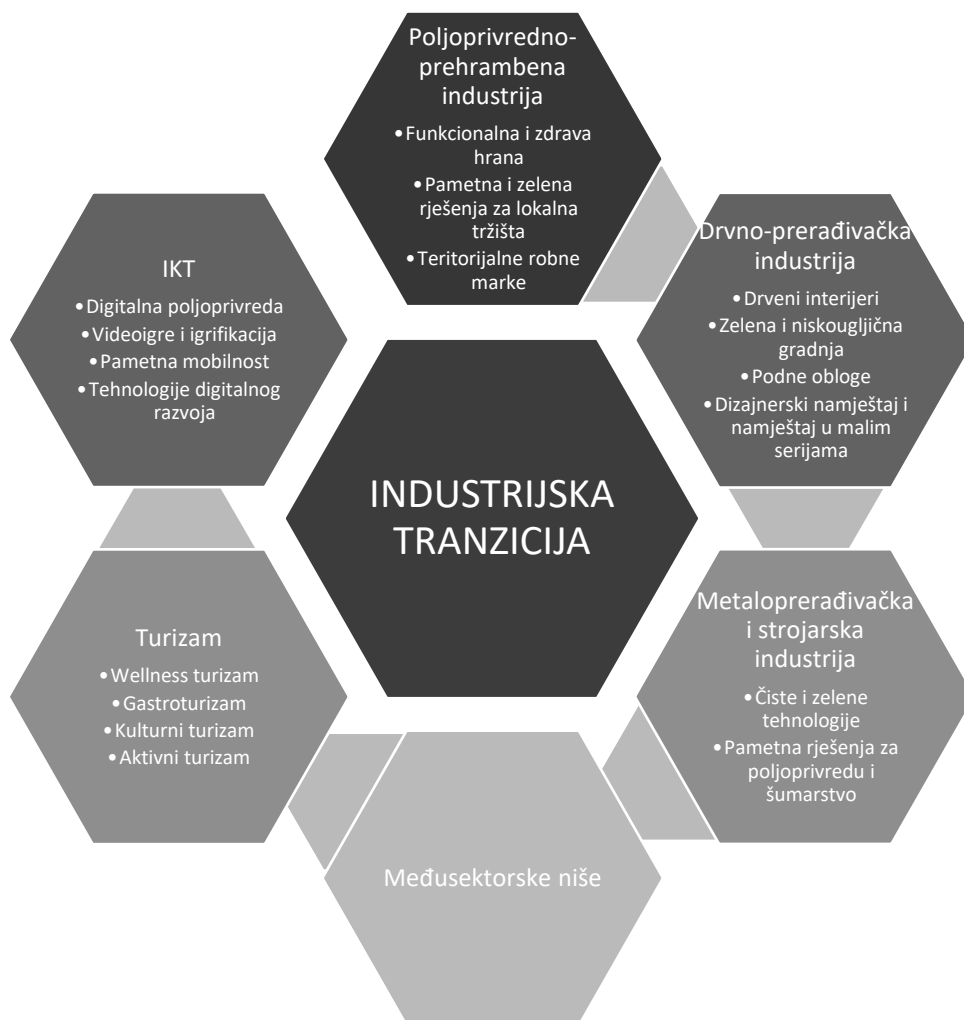 Poljoprivredno-
prehrambena
industrija
•Funkcionalna i zdrava
hrana
•Pametna i zelena
rješenja za lokalna
tržišta
•Teritorijalne robne
marke
Drvno-prerađivačka
industrija
•Drveni interijeri
•Zelena i niskougljična
gradnja
•Podne obloge
•Dizajnerski namještaj i
namještaj u malim
serijama
Metaloprerađivačka
i strojarska
industrija
•Čiste i zelene
tehnologije
•Pametna rješenja za
poljoprivredu i
šumarstvo
Međusektorske niše
Turizam
•Wellness turizam
•Gastroturizam
•Kulturni turizam
•Aktivni turizam
IKT
•Digitalna poljoprivreda
•Videoigre i igrifikacija
•Pametna mobilnost
•Tehnologije digitalnog
razvoja
INDUSTRIJSKA
TRANZICIJA